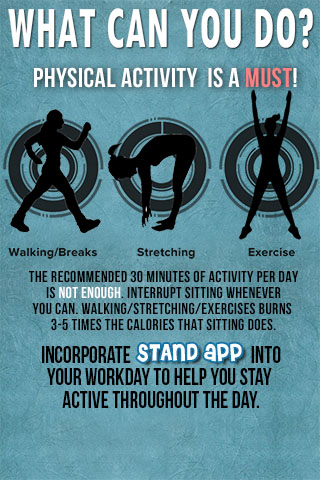 WHAT CAN YOU DO?
PHYSICAL ACTIVITY IS A MUST!
Walking/Breaks Stretching Exercise
THE RECOMMENDED 30 MINUTES OF ACTIVITY PER DAY
IS NOT ENOUGH. INTERRUPT SITTING WHENEVER
YOU CAN. WALKING/STRETCHING/EXERCISES BURNS
3-5 TIMES THE CALORIES THAT SITTING DOES.
INCORPORATE STAND APP INTO
YOUR WORKDAY TO HELP YOU STAY
ACTIVE THROUGHOUT THE DAY.